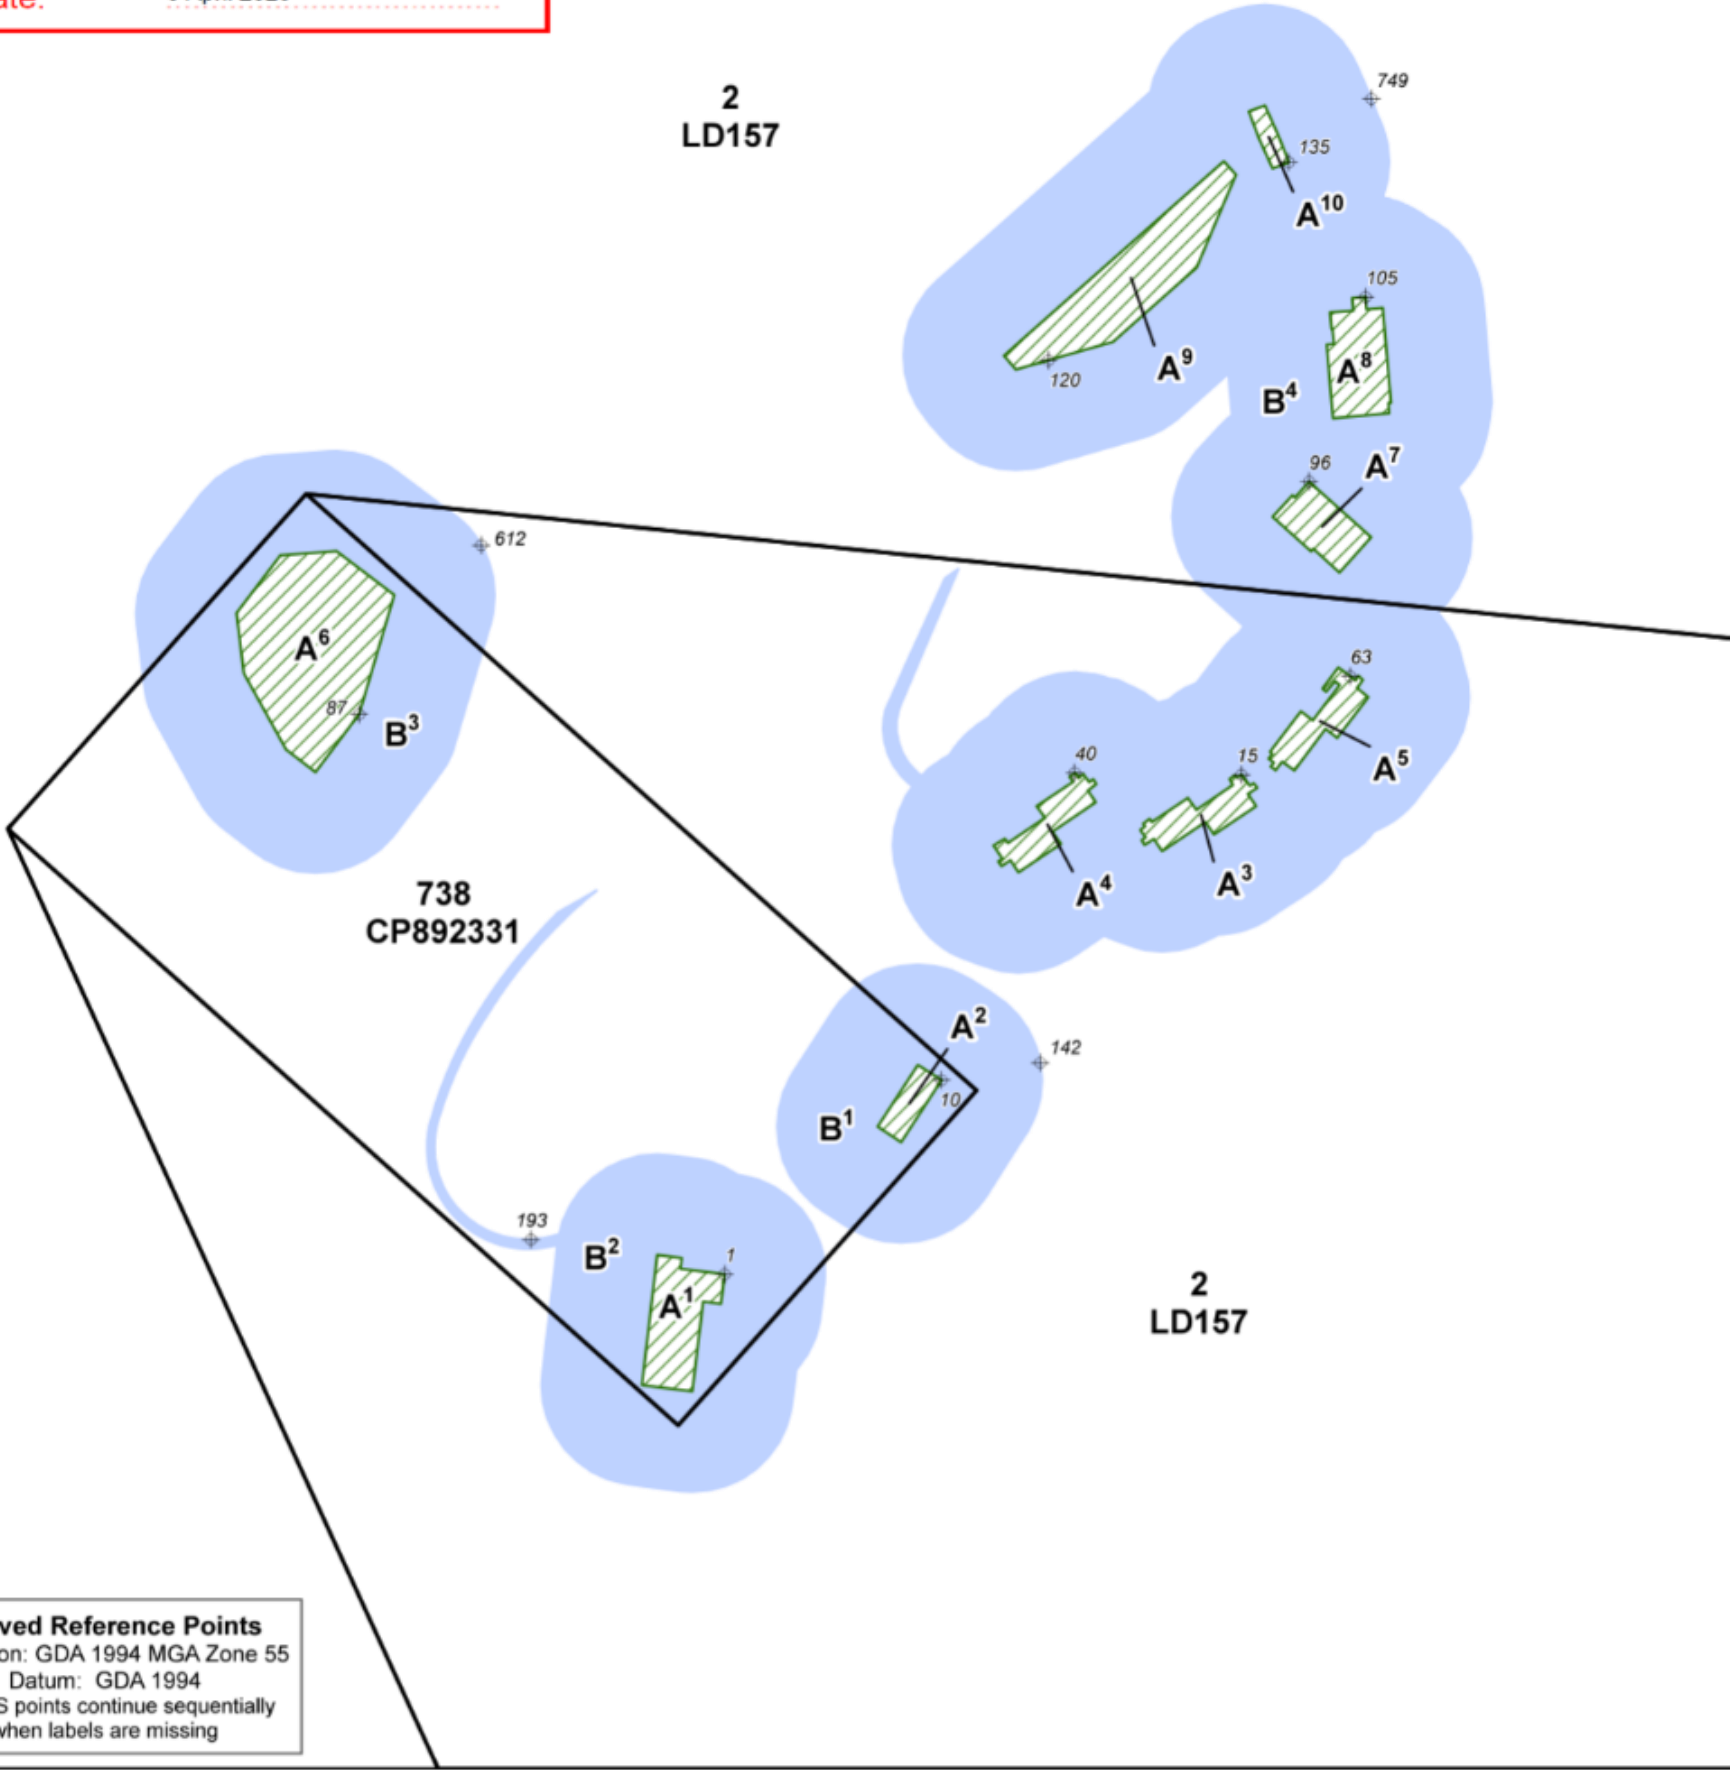 ate:
2
LD157
749
135
A10
105
A8
A9
120
B4
96
A7
612
A6
87
B3
63
A5
40
15
A4
A3
738
CP892331
A2
142
10
B1
193
B2
1
A1
2
LD157
ved Reference Points
on: GDA 1994 MGA Zone 55
Datum: GDA 1994
S points continue sequentially
when labels are missing